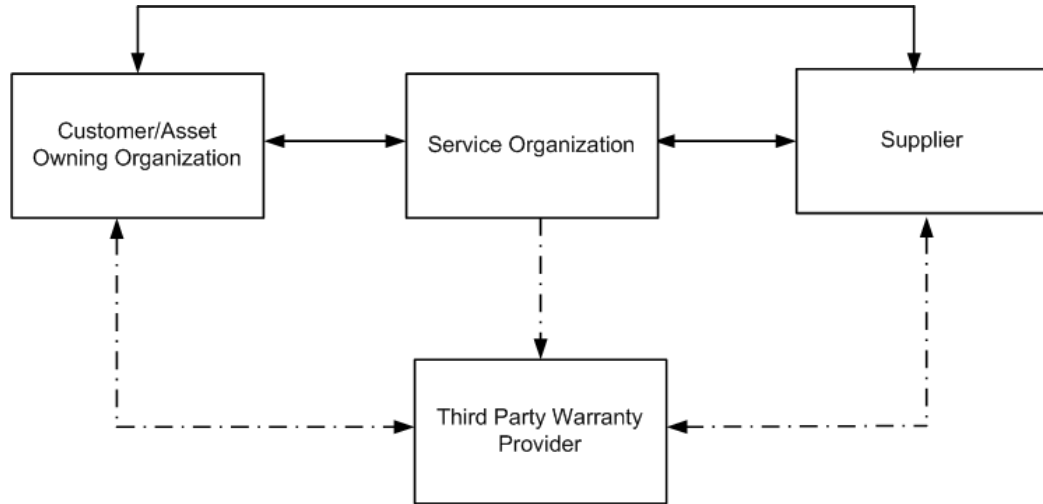 Customer/Asset
Owning Organization
Service Organization
Supplier
Third Party Warranty
Provider